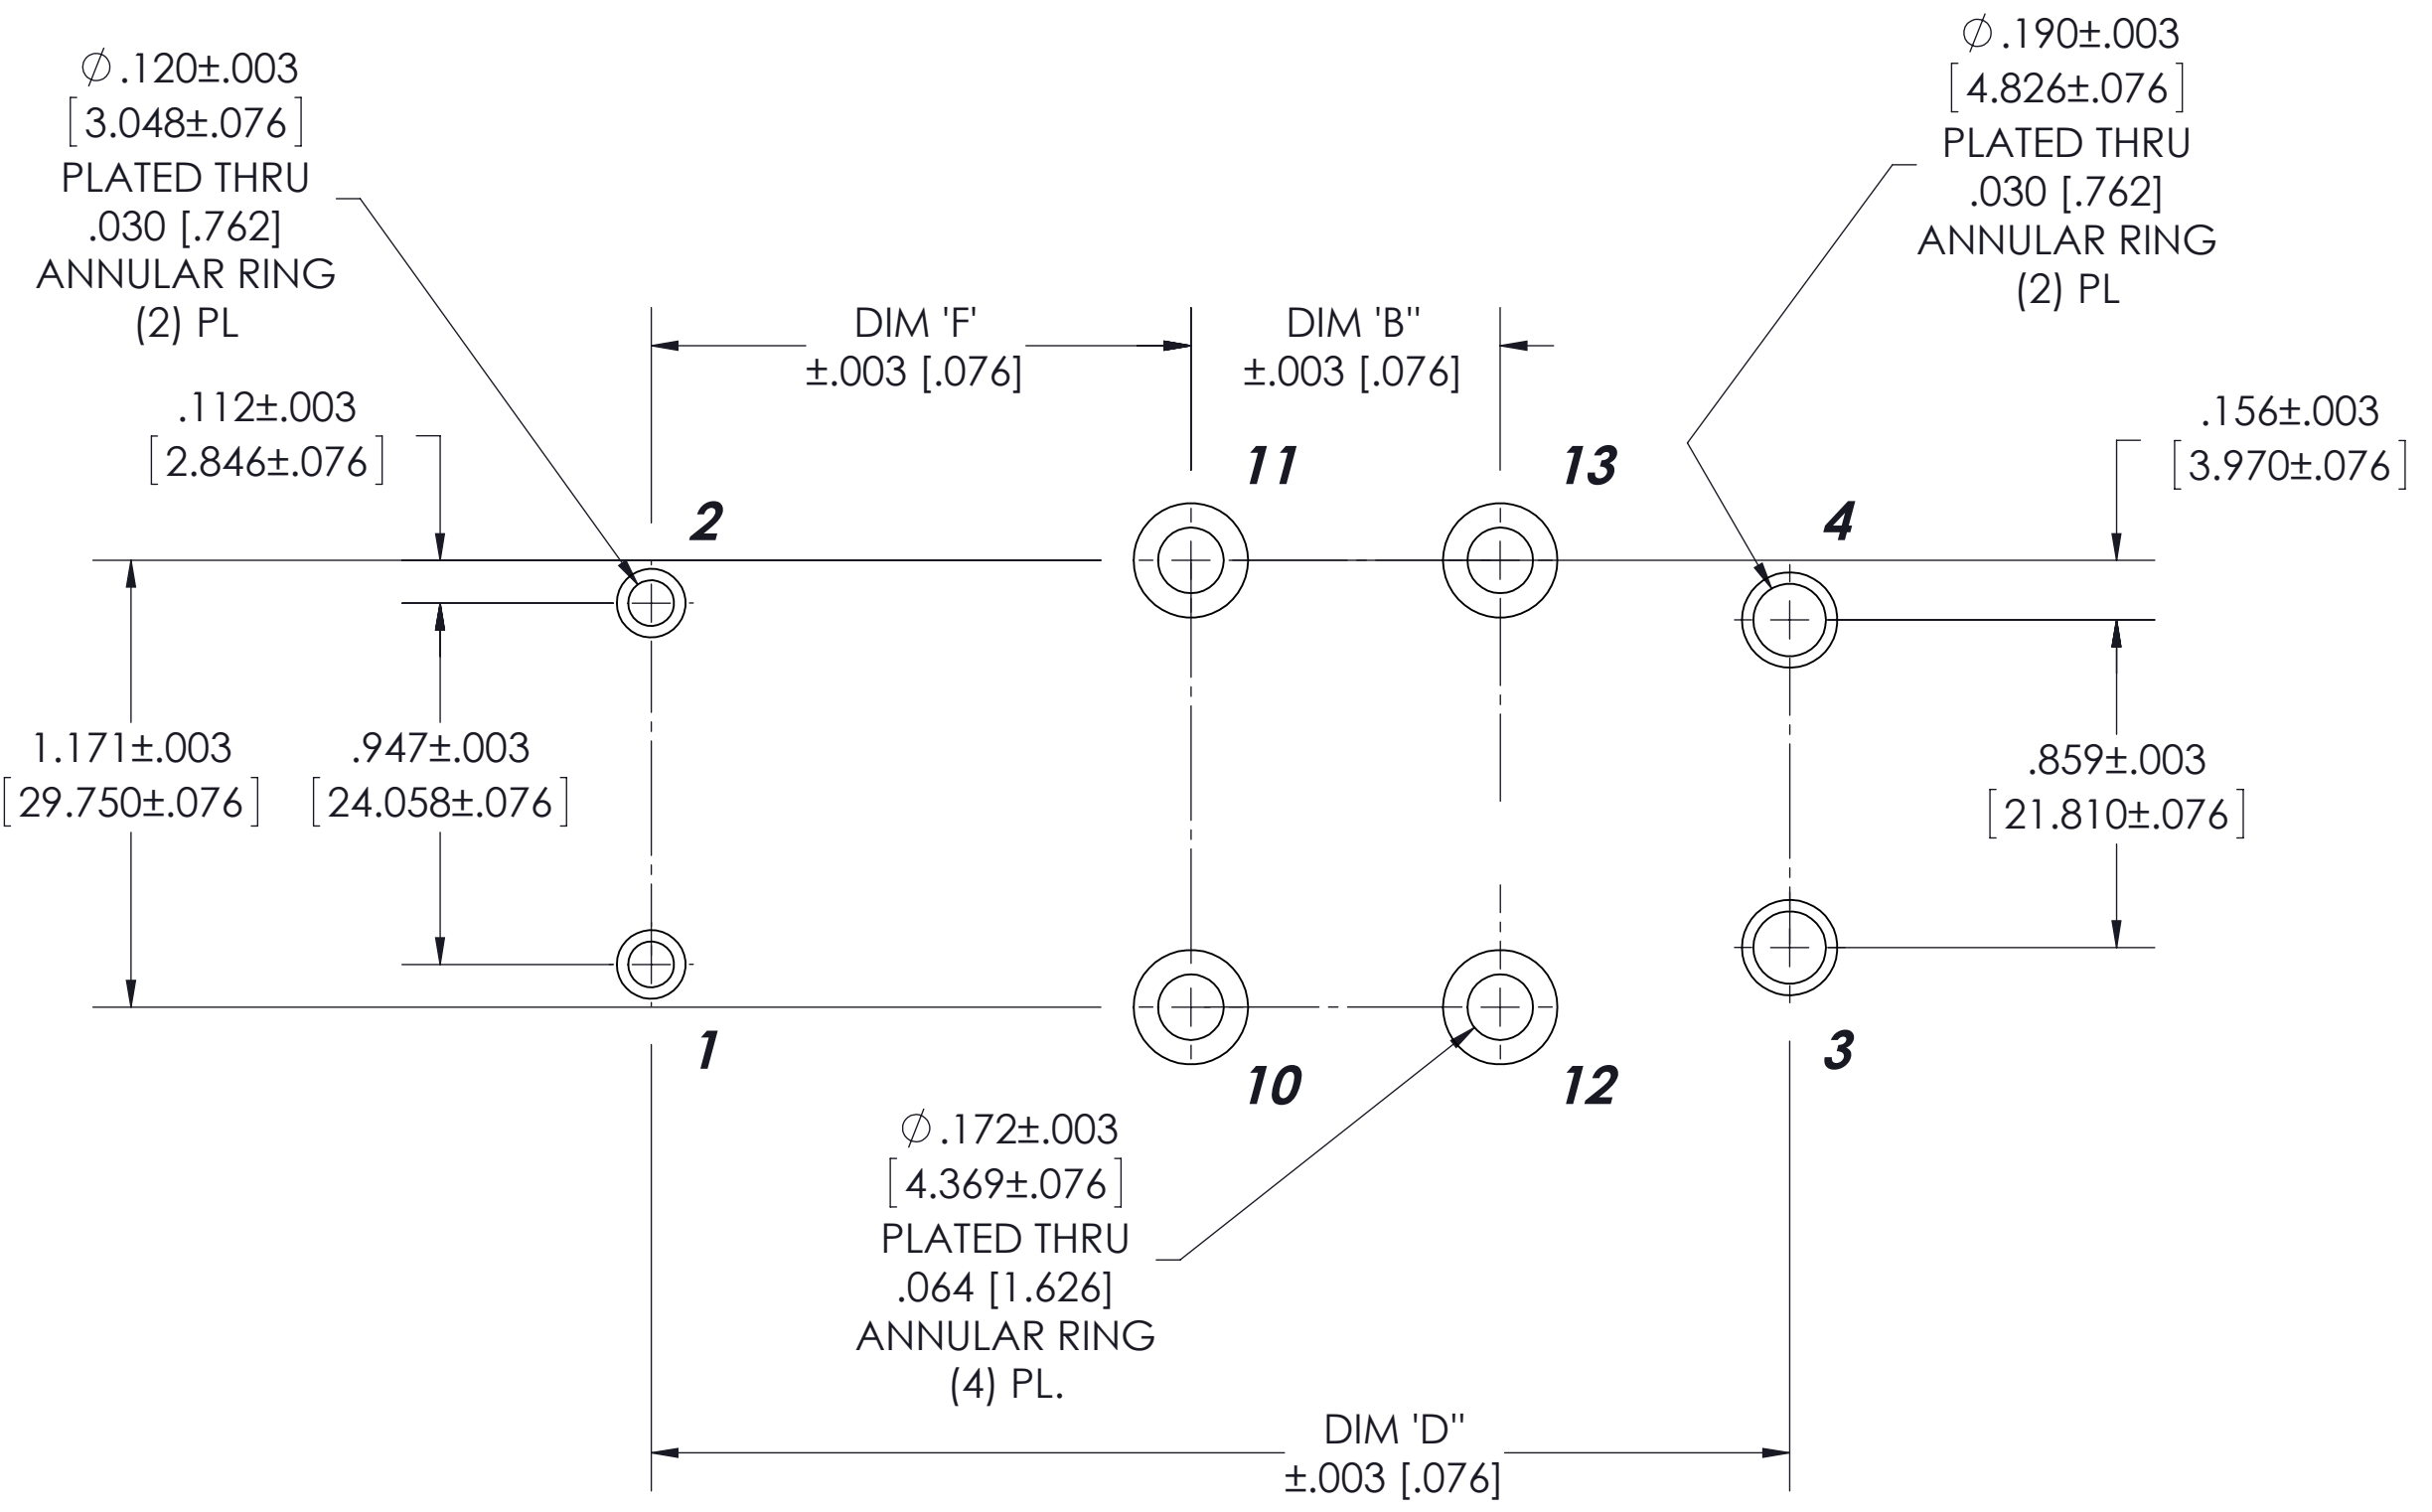 ⌀ .120±.003
[3.048±.076]
PLATED THRU
.030 [.762]
ANNULAR RING
(2) PL
⌀ .190±.003
[4.826±.076]
PLATED THRU
.030 [.762]
ANNULAR RING
(2) PL
DIM 'F'
±.003 [.076]
DIM 'B"
±.003 [.076]
.112±.003
[2.846±.076]
.156±.003
[3.970±.076]
11
13
2
4
1.171±.003
[29.750±.076]
.947±.003
[24.058±.076]
.859±.003
[21.810±.076]
1
10
12
3
⌀ .172±.003
[4.369±.076]
PLATED THRU
.064 [1.626]
ANNULAR RING
(4) PL.
DIM 'D"
±.003 [.076]